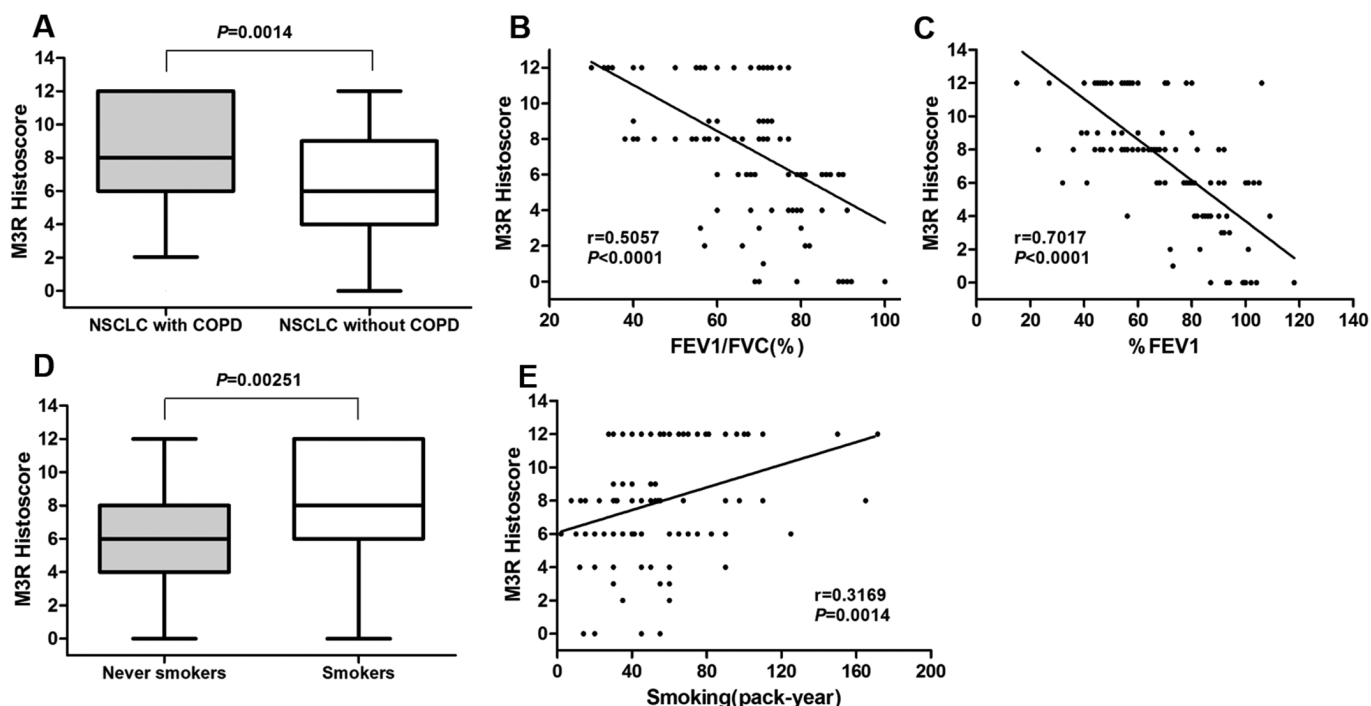 A
P=0.0014
M3R Histoscore
14
12
10
8
6
4
2
0
NSCLC with COPD
NSCLC without COPD
B
M3R Histoscore
12
10
8
6
4
2
0
r=0.5057
P<0.0001
20
40
60
80
100
FEV1/FVC(%)
C
M3R Histoscore
14
12
10
8
6
4
2
0
r=0.7017
P<0.0001
0
20
40
60
80
100
120
140
% FEV1
D
P=0.00251
M3R Histoscore
14
12
10
8
6
4
2
0
Never smokers
Smokers
E
M3R Histoscore
14
12
10
8
6
4
2
0
r=0.3169
P=0.0014
0
40
80
120
160
200
Smoking(pack-year)